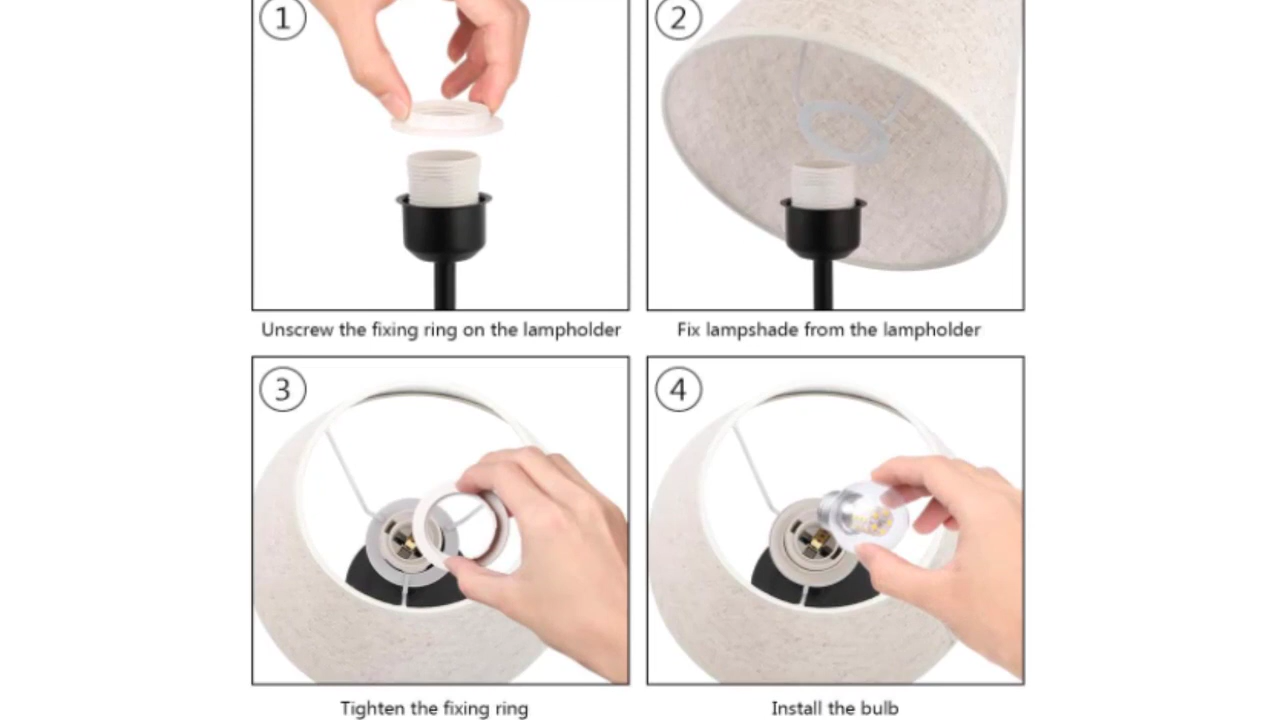 1
2
Unscrew the fixing ring on the lampholder
Fix lampshade from the lampholder
3
4
Tighten the fixing ring
Install the bulb